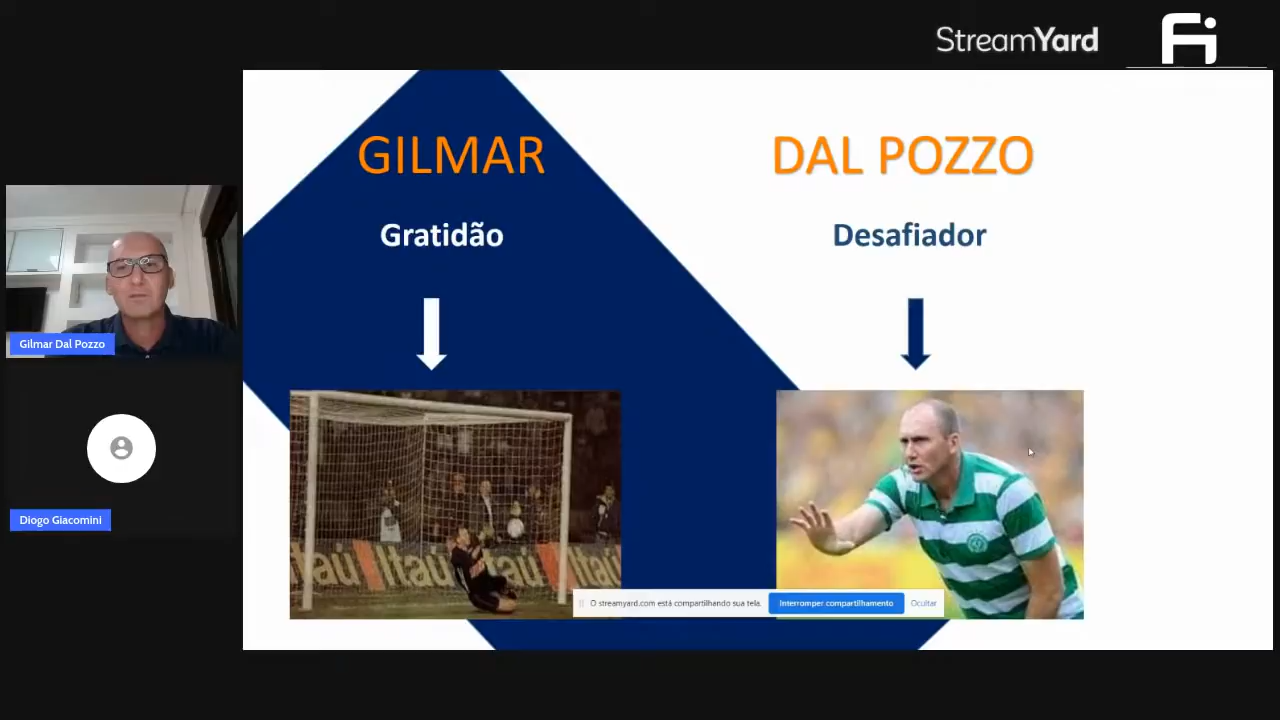 StreamYard
GILMAR
DAL POZZO
Gratidão
Desafiador
Gilmar Dal Pozzo
Diogo Giacomini
Itaú Itaú Itaú
O streamyard.com está compartilhando sua tela.
Interromper compartilhamento
Ocultar